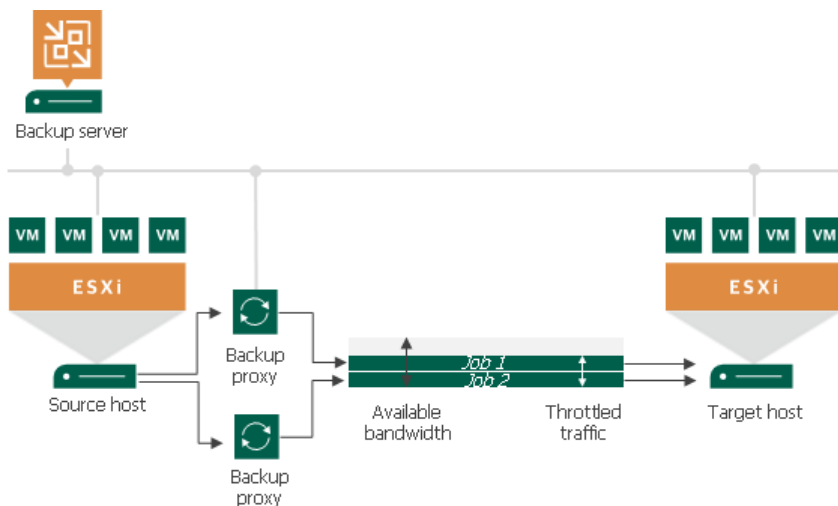 Backup server
VM VM VM VM
ESXi
VM VM VM VM
ESXi
Backup
proxy
Job 1
Job 2
Source host
Available
bandwidth
Throttled
traffic
Target host
Backup
proxy